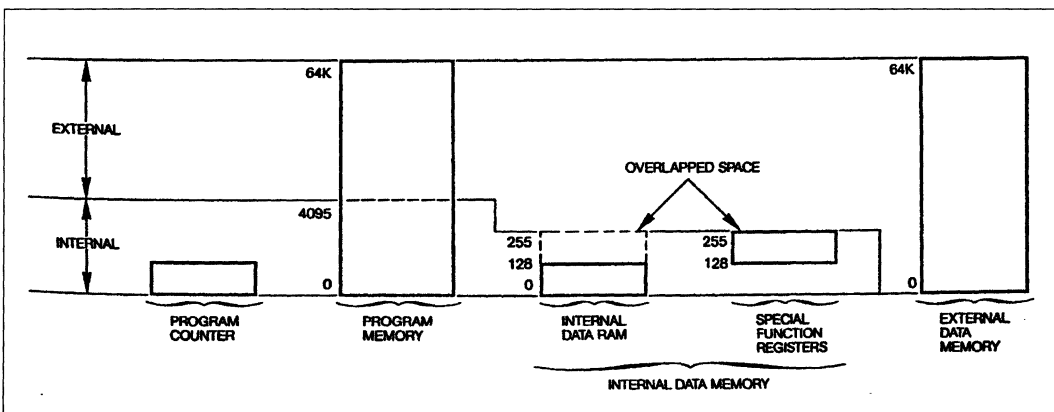 64K
64K
EXTERNAL
OVERLAPPED SPACE
4095
INTERNAL
255
255
128
128
0
0
0
PROGRAM
COUNTER
PROGRAM
MEMORY
INTERNAL
DATA RAM
SPECIAL
FUNCTION
REGISTERS
EXTERNAL
DATA
MEMORY
INTERNAL DATA MEMORY